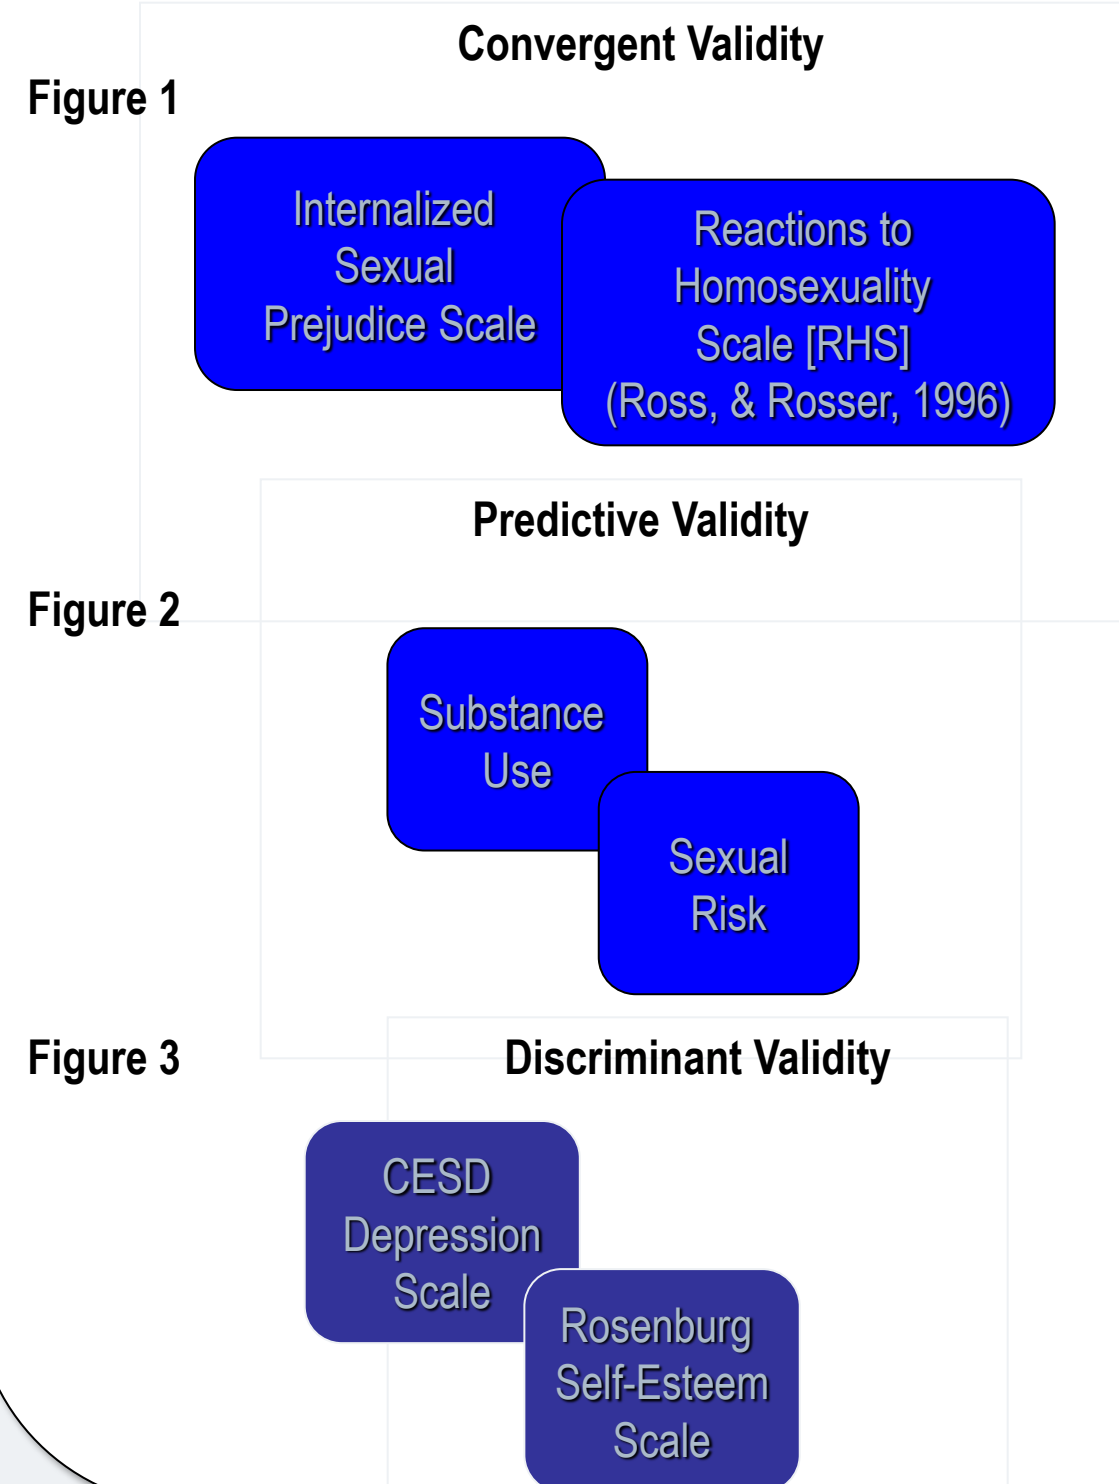 Convergent Validity
Figure 1
Internalized
Sexual
Prejudice Scale
Reactions to
Homosexuality
Scale [RHS]
(Ross, & Rosser, 1996)
Predictive Validity
Figure 2
Substance
Use
Sexual
Risk
Figure 3
Discriminant Validity
CESD
Depression
Scale
Rosenburg
Self-Esteem
Scale